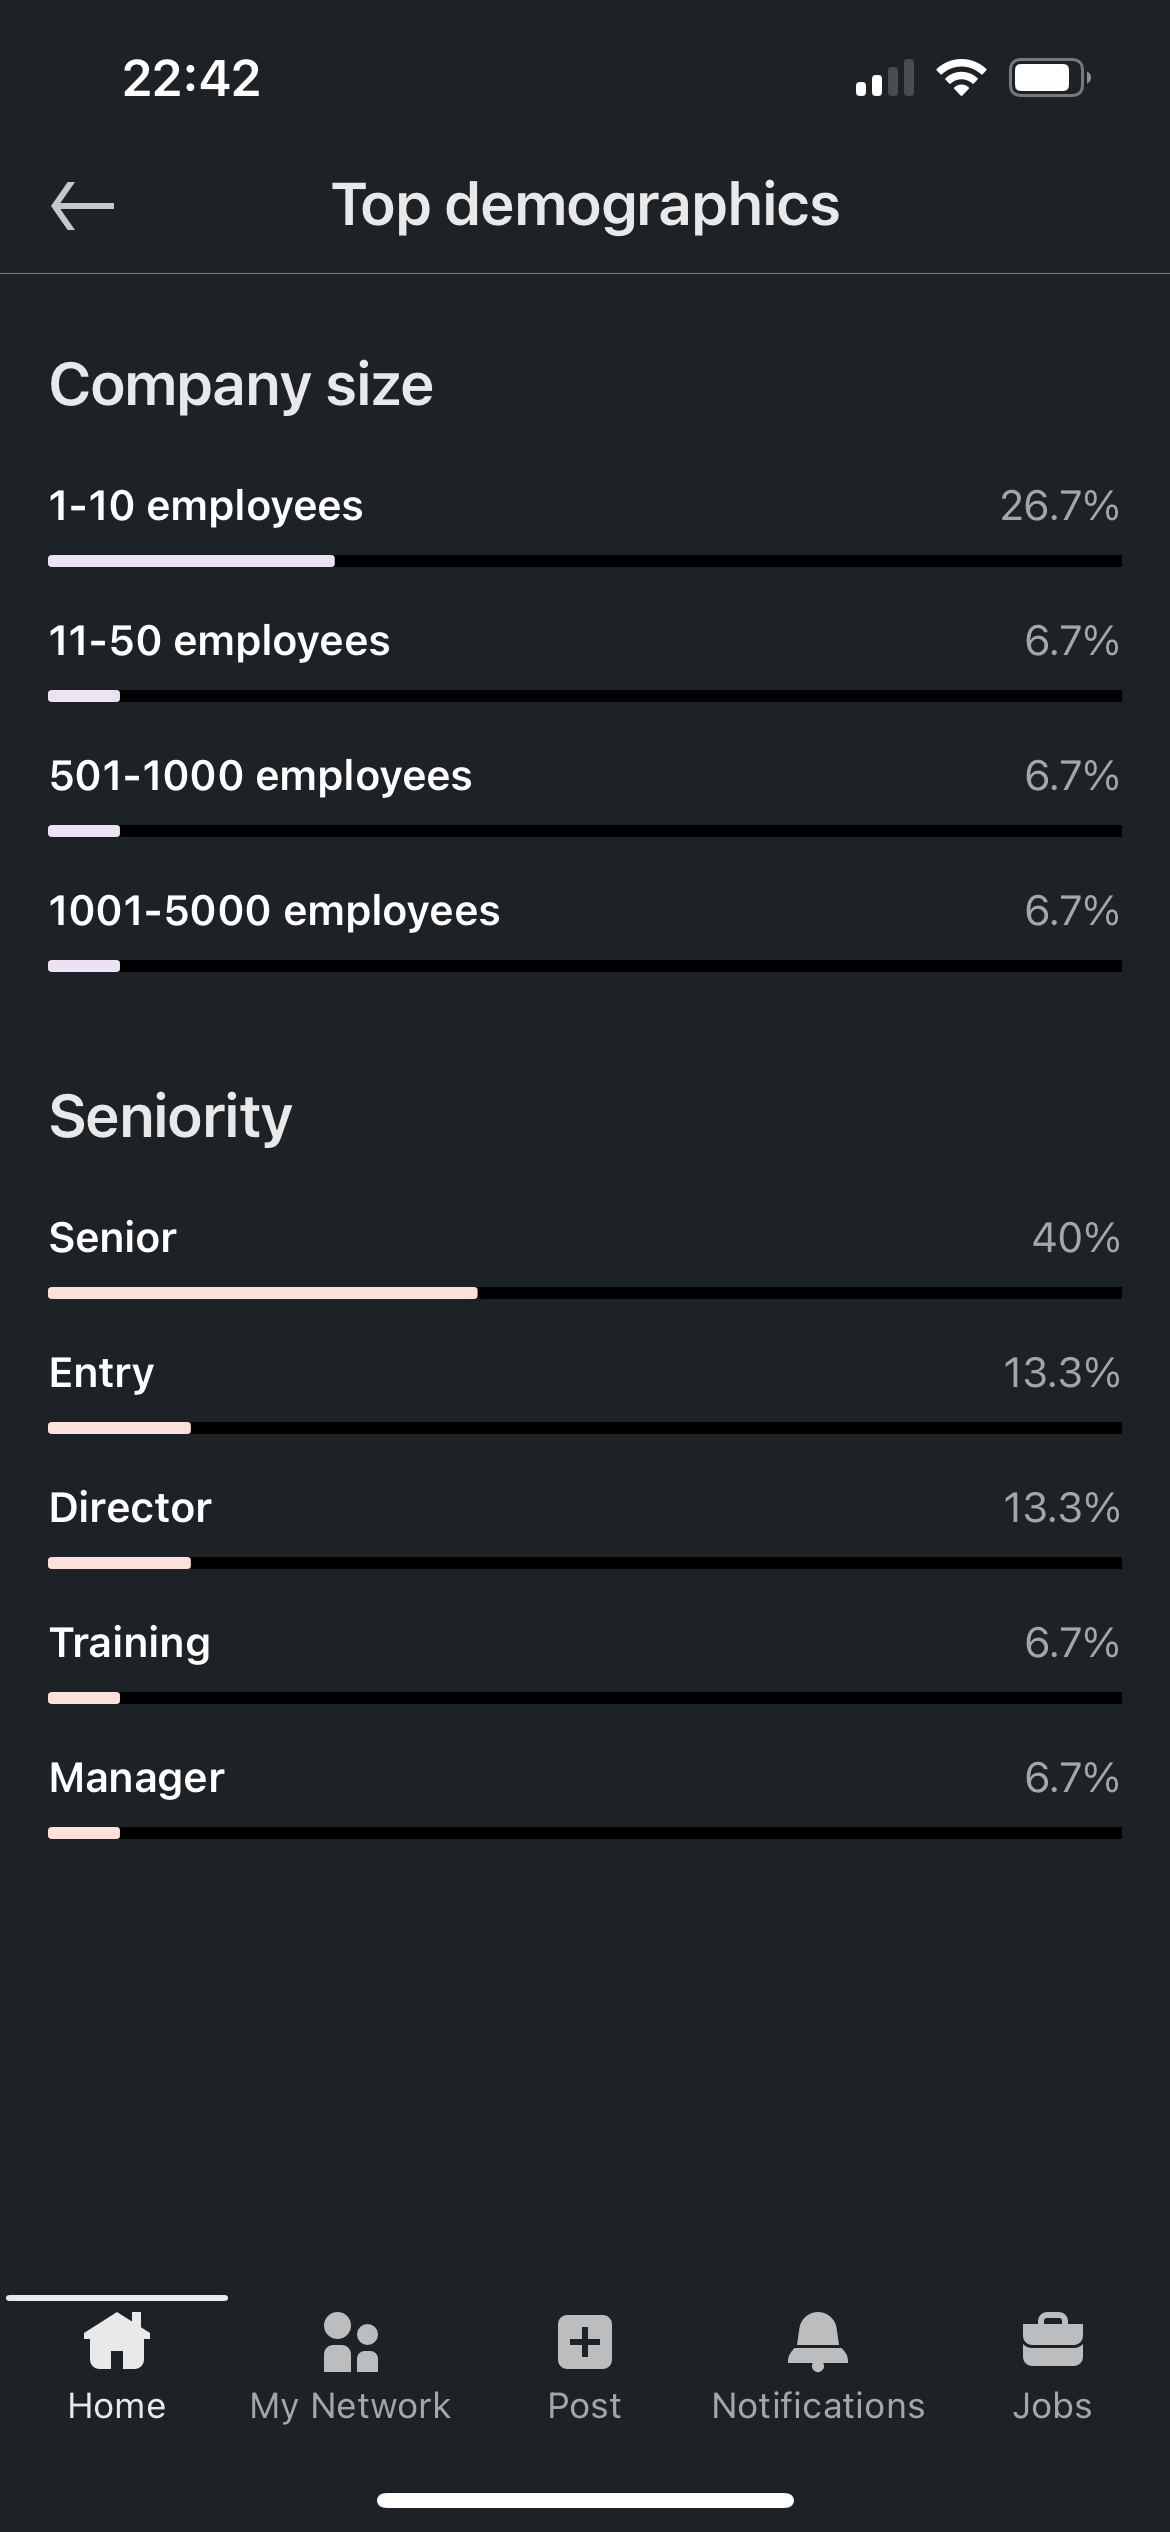 22:42
Top demographics
Company size
1-10 employees 26.7%
11-50 employees 6.7%
501-1000 employees 6.7%
1001-5000 employees 6.7%
Seniority
Senior 40%
Entry 13.3%
Director 13.3%
Training 6.7%
Manager 6.7%
Home My Network Post Notifications Jobs